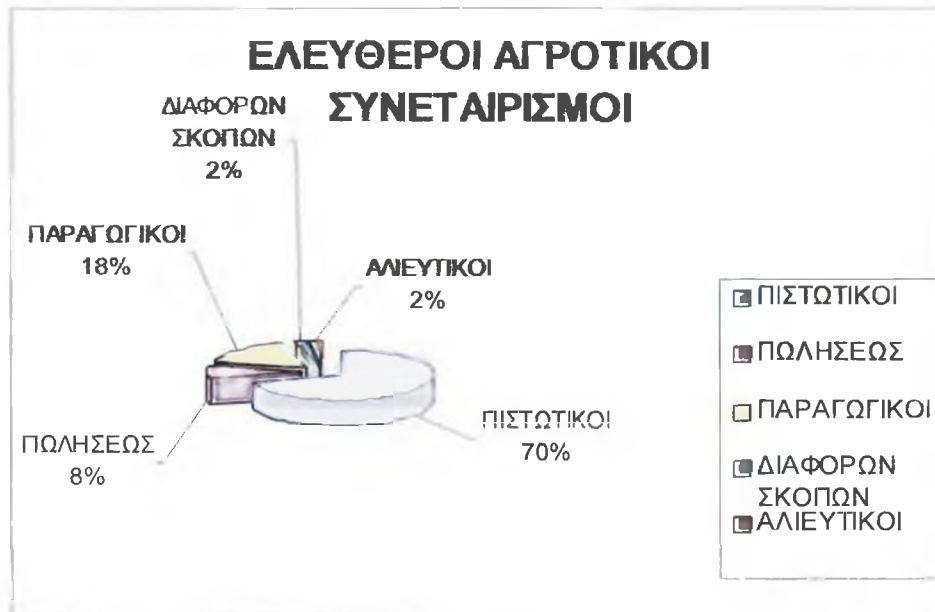 ΕΛΕΥΘΕΡΟΙ ΑΓΡΟΤΙΚΟΙ
ΣΥΝΕΤΑΙΡΙΣΜΟΙ
ΔΙΑΦΟΡΩΝ
ΣΚΟΠΩΝ
2%
ΠΑΡΑΓΩΓΙΚΟΙ
18%
ΑΛΙΕΥΤΙΚΟΙ
2%
ΠΩΛΗΣΕΩΣ
8%
ΠΙΣΤΩΤΙΚΟΙ
70%
ΠΙΣΤΩΤΙΚΟΙ
ΠΩΛΗΣΕΩΣ
ΠΑΡΑΓΩΓΙΚΟΙ
ΔΙΑΦΟΡΩΝ
ΣΚΟΠΩΝ
ΑΛΙΕΥΤΙΚΟΙ